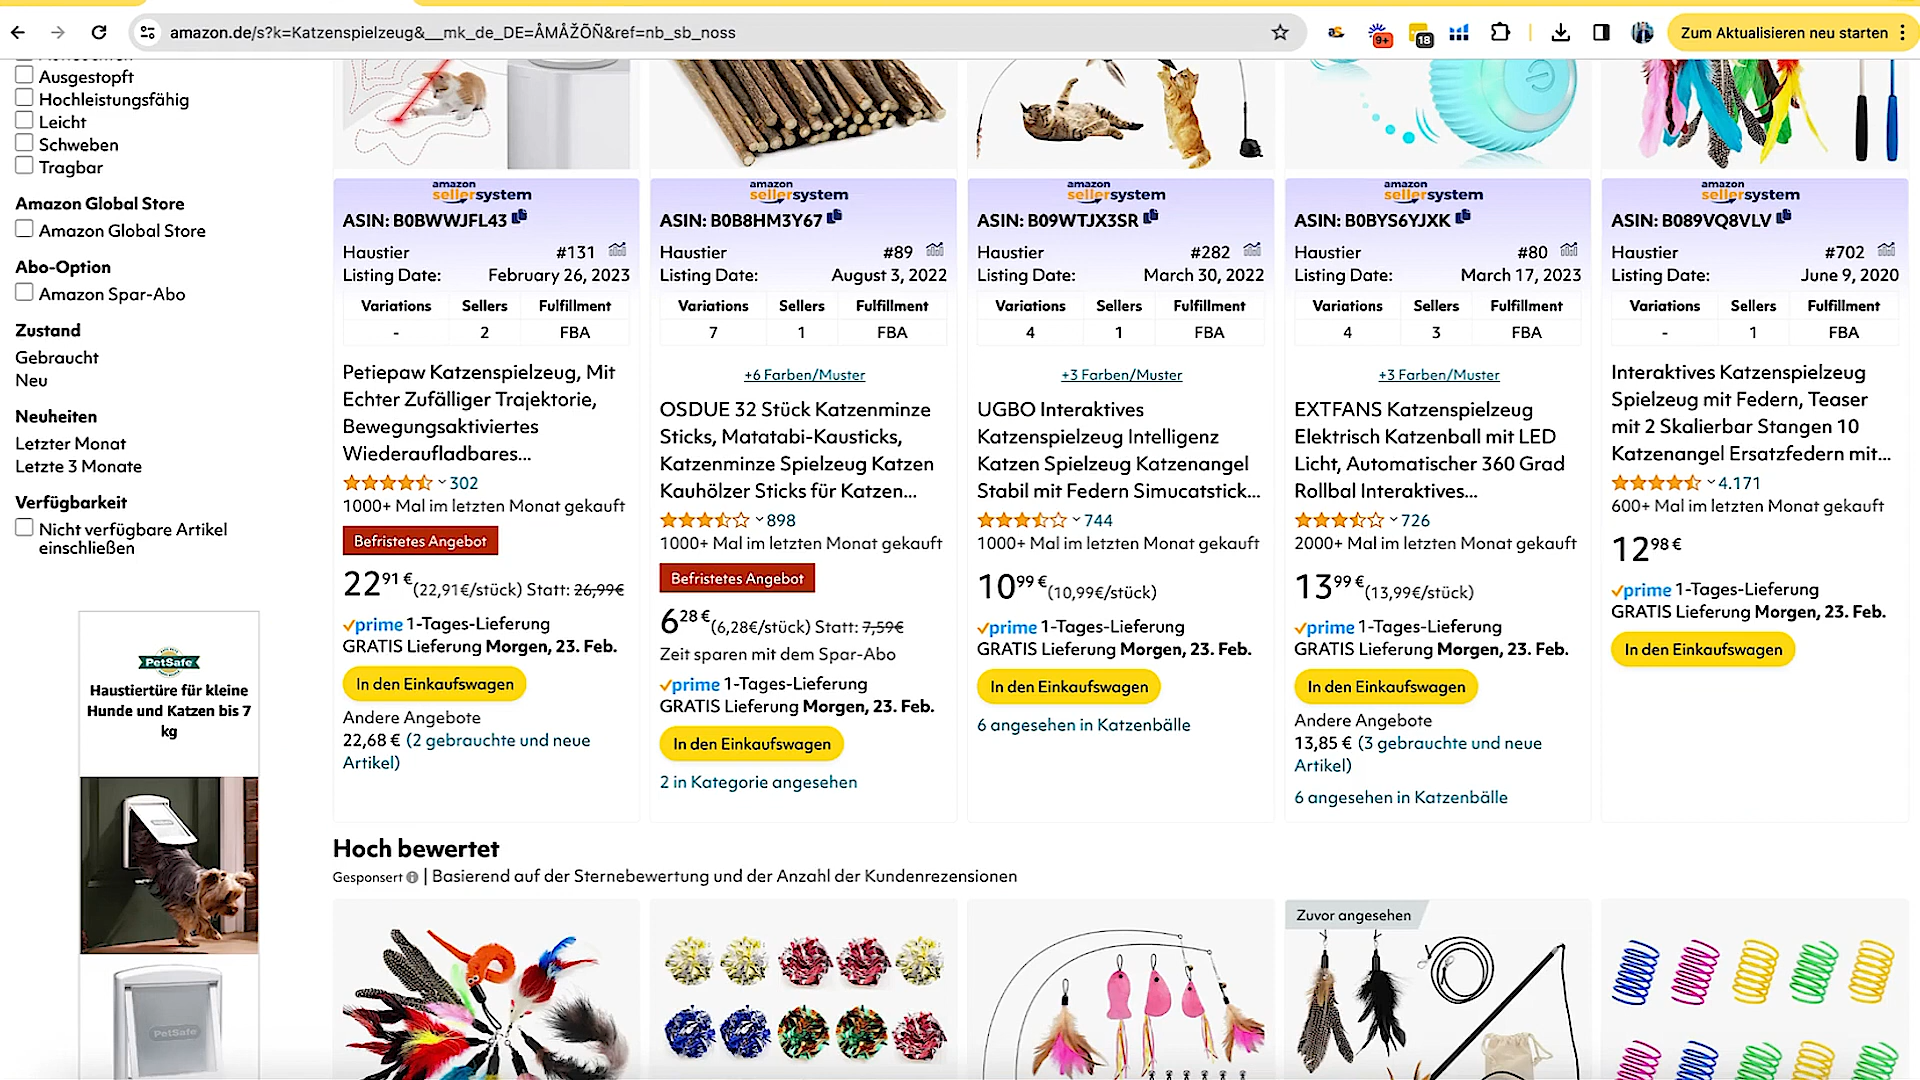 amazon.de/s?k=Katzenspielzeug&__mk_de_DE=ÅMÅŽÕÑ&ref=nb_sb_noss
9+
18
Zum Aktualisieren neu starten
Ausgestopft
Hochleistungsfähig
Leicht
Schweben
Tragbar
Amazon Global Store
Amazon Global Store
Abo-Option
Amazon Spar-Abo
Zustand
Gebraucht
Neu
Neuheiten
Letzter Monat
Letzte 3 Monate
Verfügbarkeit
Nicht verfügbare Artikel
einschließen
PetSafe
Haustiertüre für kleine
Hunde und Katzen bis 7
kg
PetSafe
amazon
sellersystem
ASIN: B0BWWJFL43
Haustier #131
Listing Date: February 26, 2023
Variations Sellers Fulfillment
- 2 FBA
Petiepaw Katzenspielzeug, Mit
Echter Zufälliger Trajektorie,
Bewegungsaktiviertes
Wiederaufladbares...
302
1000+ Mal im letzten Monat gekauft
Befristetes Angebot
22,91 € (22,91€/stück) Statt: 26,99€
prime 1-Tages-Lieferung
GRATIS Lieferung Morgen, 23. Feb.
In den Einkaufswagen
Andere Angebote
22,68 € (2 gebrauchte und neue
Artikel)
amazon
sellersystem
ASIN: B0B8HM3Y67
Haustier #89
Listing Date: August 3, 2022
Variations Sellers Fulfillment
7 1 FBA
+6 Farben/Muster
OSDUE 32 Stück Katzenminze
Sticks, Matatabi-Kausticks,
Katzenminze Spielzeug Katzen
Kauhölzer Sticks für Katzen...
898
1000+ Mal im letzten Monat gekauft
Befristetes Angebot
6,28 € (6,28€/stück) Statt: 7,59€
Zeit sparen mit dem Spar-Abo
prime 1-Tages-Lieferung
GRATIS Lieferung Morgen, 23. Feb.
In den Einkaufswagen
2 in Kategorie angesehen
amazon
sellersystem
ASIN: B09WTJX3SR
Haustier #282
Listing Date: March 30, 2022
Variations Sellers Fulfillment
4 1 FBA
+3 Farben/Muster
UGBO Interaktives
Katzenspielzeug Intelligenz
Katzen Spielzeug Katzenangel
Stabil mit Federn Simucatstick...
744
1000+ Mal im letzten Monat gekauft
10,99 € (10,99€/stück)
prime 1-Tages-Lieferung
GRATIS Lieferung Morgen, 23. Feb.
In den Einkaufswagen
6 angesehen in Katzenbälle
amazon
sellersystem
ASIN: B0BYS6YJXK
Haustier #80
Listing Date: March 17, 2023
Variations Sellers Fulfillment
4 3 FBA
+3 Farben/Muster
EXTFANS Katzenspielzeug
Elektrisch Katzenball mit LED
Licht, Automatischer 360 Grad
Rollbal Interaktives...
726
2000+ Mal im letzten Monat gekauft
13,99 € (13,99€/stück)
prime 1-Tages-Lieferung
GRATIS Lieferung Morgen, 23. Feb.
In den Einkaufswagen
Andere Angebote
13,85 € (3 gebrauchte und neue
Artikel)
6 angesehen in Katzenbälle
amazon
sellersystem
ASIN: B089VQ8VLV
Haustier #702
Listing Date: June 9, 2020
Variations Sellers Fulfillment
- 1 FBA
Interaktives Katzenspielzeug
Spielzeug mit Federn, Teaser
mit 2 Skalierbar Stangen 10
Katzenangel Ersatzfedern mit...
4.171
600+ Mal im letzten Monat gekauft
12,98 €
prime 1-Tages-Lieferung
GRATIS Lieferung Morgen, 23. Feb.
In den Einkaufswagen
Hoch bewertet
Gesponsert | Basierend auf der Sternebewertung und der Anzahl der Kundenrezensionen
Zuvor angesehen